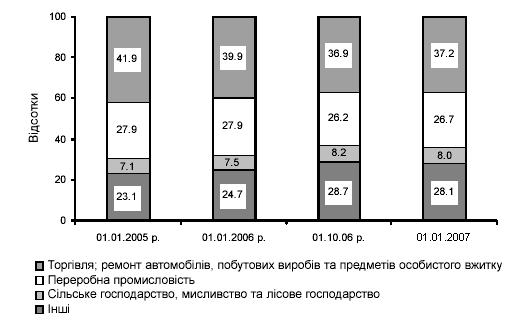 Відсотки
100
80
60
40
20
0
41.9
39.9
36.9
37.2
27.9
27.9
26.2
26.7
7.1
7.5
8.2
8.0
23.1
24.7
28.7
28.1
01.01.2005 р.
01.01.2006 р.
01.10.06 р.
01.01.2007
Торгівля; ремонт автомобілів, побутових виробів та предметів особистого вжитку
Переробна промисловість
Сільське господарство, мисливство та лісове господарство
Інші